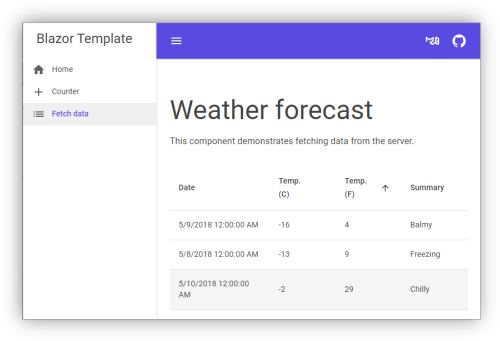 Blazor Template
Home
Counter
Fetch data
Weather forecast
This component demonstrates fetching data from the server.
Date Temp. (C) Temp. (F) Summary
5/9/2018 12:00:00 AM -16 4 Balmy
5/8/2018 12:00:00 AM -13 9 Freezing
5/10/2018 12:00:00 AM -2 29 Chilly